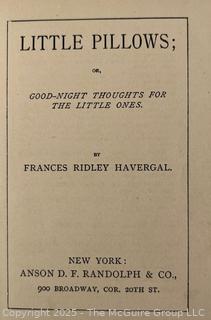 LITTLE PILLOWS;
OR,
GOOD-NIGHT THOUGHTS FOR
THE LITTLE ONES.
BY
FRANCES RIDLEY HAVERGAL.
NEW YORK:
ANSON D. F. RANDOLPH & CO.,
900 BROADWAY, COR. 20TH ST.
Copyright 2025 - The McGuire Group LLC